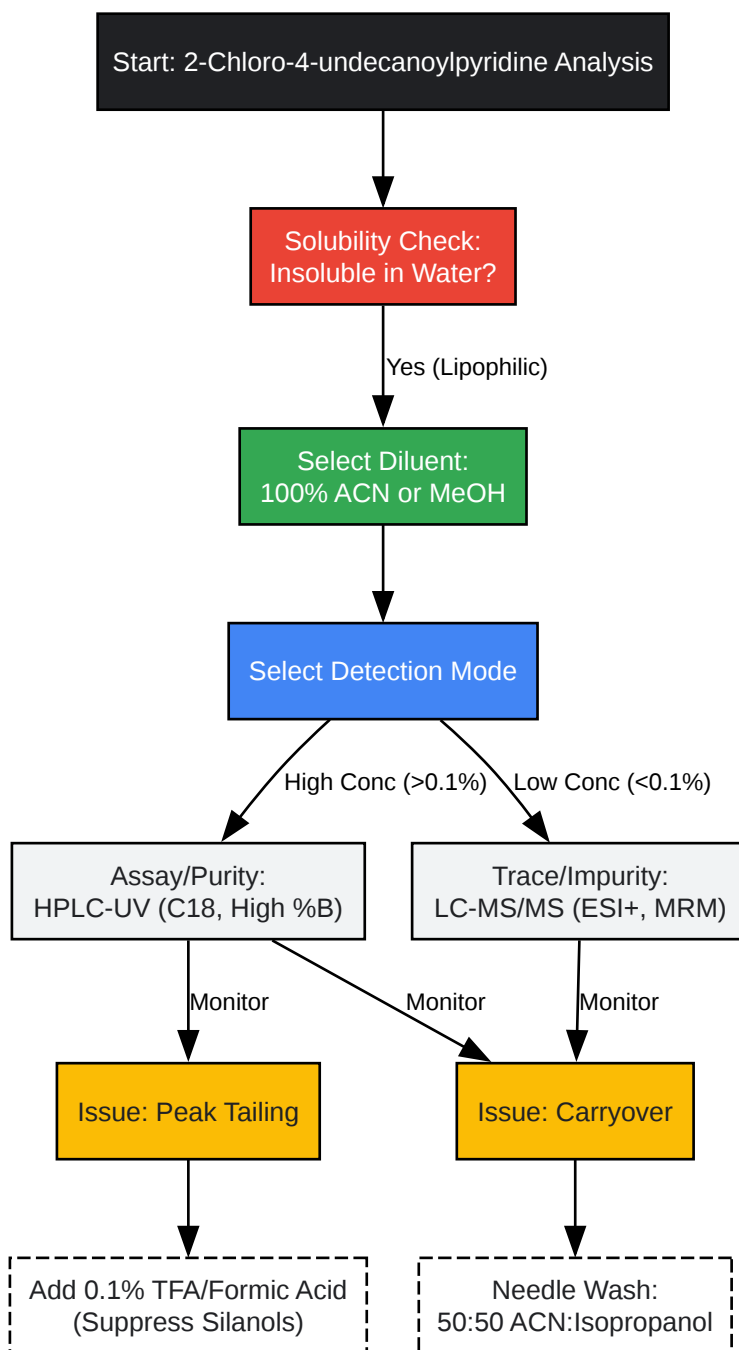 Start: 2-Chloro-4-undecanoylpyridine Analysis
Solubility Check:
Insoluble in Water?
Yes (Lipophilic)
Select Diluent:
100% ACN or MeOH
Select Detection Mode
High Conc (>0.1%)
Low Conc (<0.1%)
Assay/Purity:
HPLC-UV (C18, High %B)
Trace/Impurity:
LC-MS/MS (ESI+, MRM)
Monitor
Monitor
Monitor
Issue: Peak Tailing
Issue: Carryover
Add 0.1% TFA/Formic Acid
(Suppress Silanols)
Needle Wash:
50:50 ACN:Isopropanol